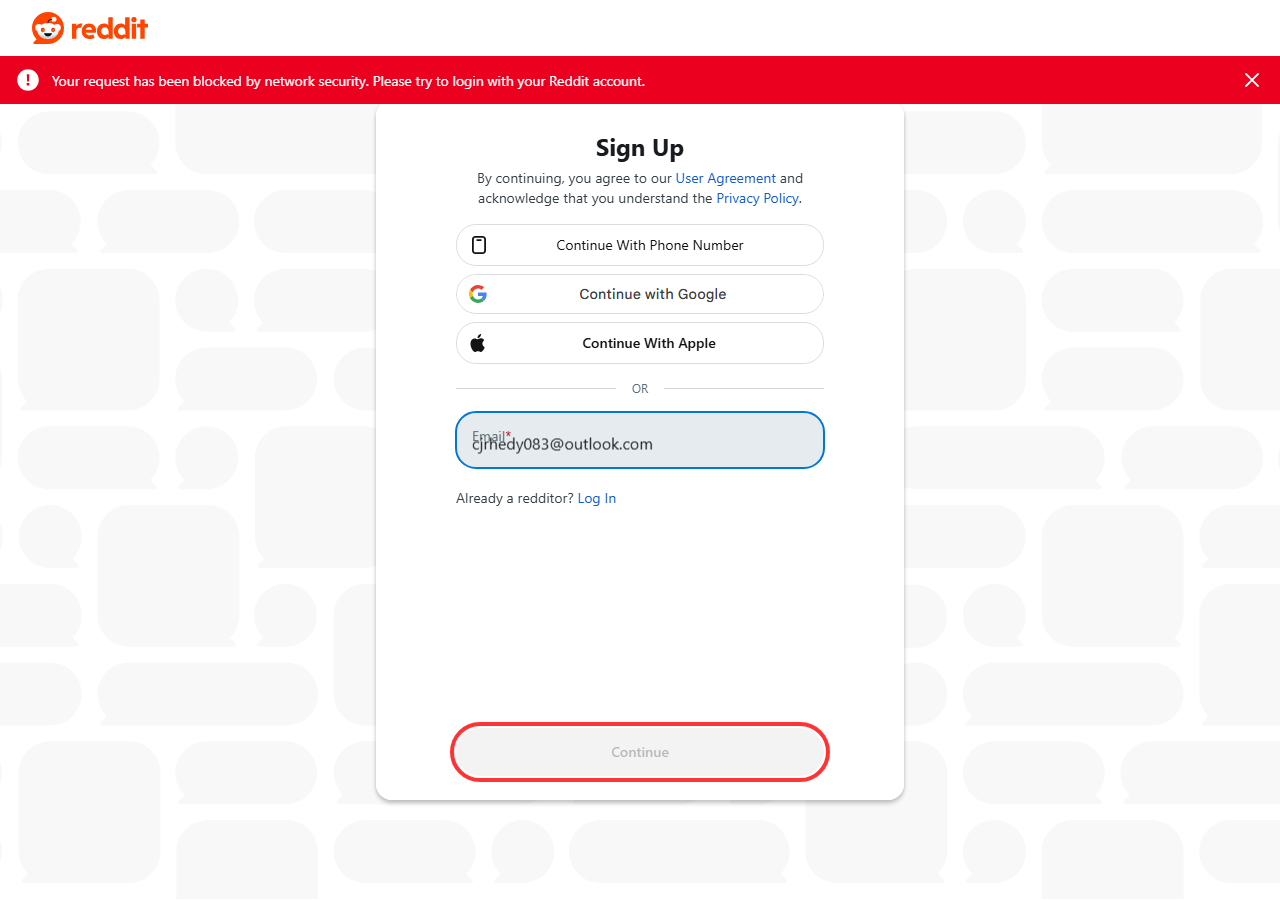 reddit
Your request has been blocked by network security. Please try to login with your Reddit account.
Sign Up
By continuing, you agree to our User Agreement and
acknowledge that you understand the Privacy Policy.
Continue With Phone Number
Continue with Google
Continue With Apple
OR
Email*
cjrhedy083@outlook.com
Already a redditor? Log In
Continue